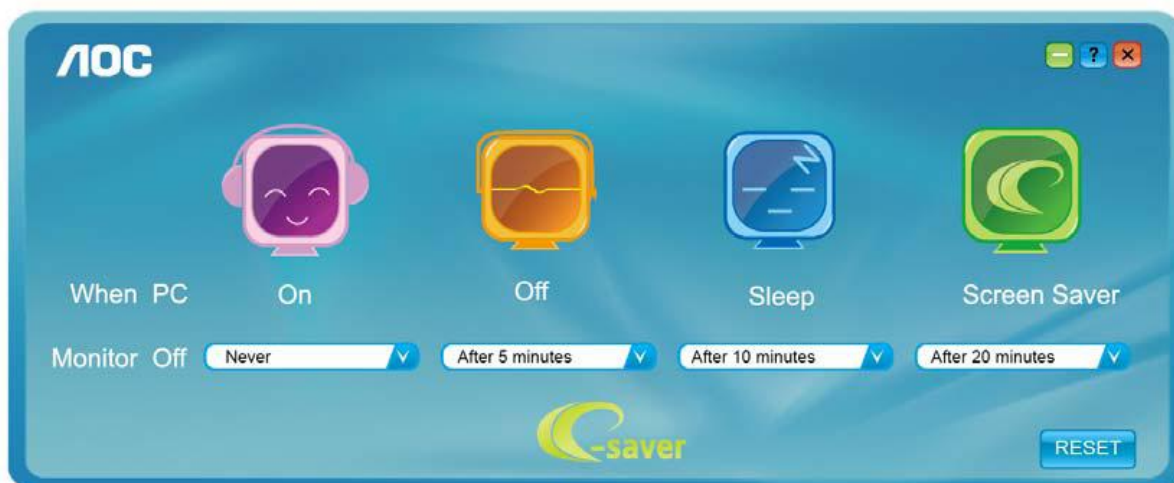 AOC
?
When PC On Off Sleep Screen Saver
Monitor Off Never After 5 minutes After 10 minutes After 20 minutes
e-saver
RESET